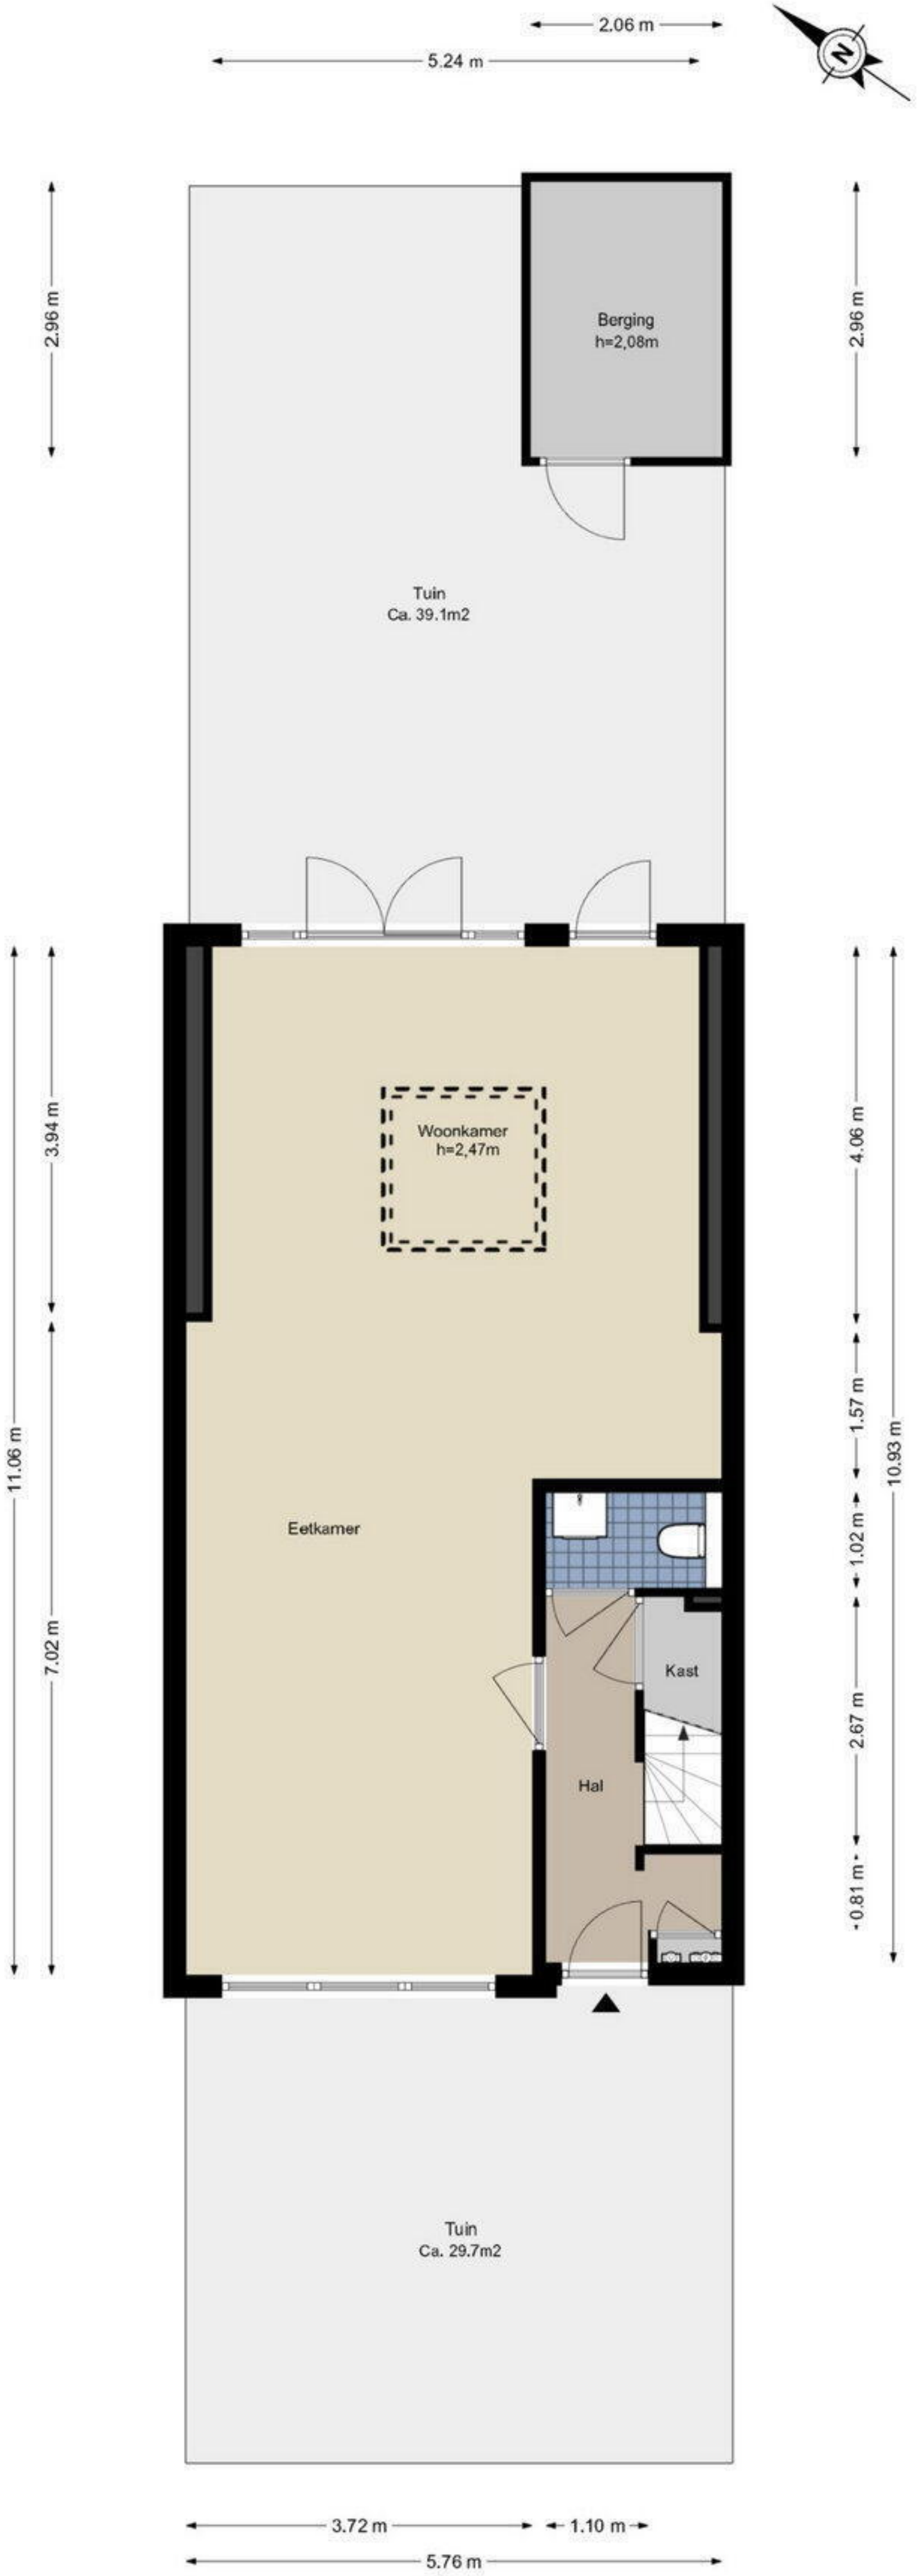 2.06 m
5.24 m
N
2.96 m
2.96 m
Berging
h=2,08m
Tuin
Ca. 39.1m2
3.94 m
4.06 m
Woonkamer
h=2,47m
1.57 m
11.06 m
10.93 m
Eetkamer
1.02 m
7.02 m
Kast
2.67 m
Hal
0.81 m
Tuin
Ca. 29.7m2
3.72 m
1.10 m
5.76 m